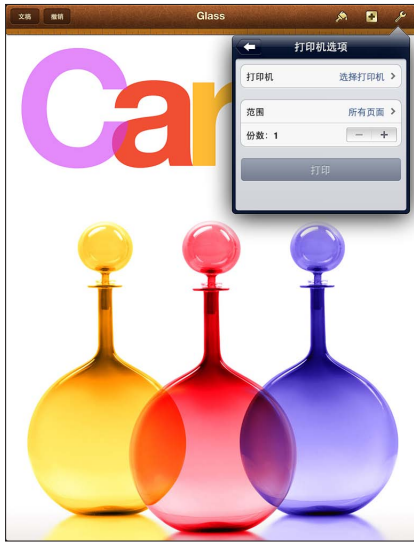 文稿 撤销 Glass
打印机选项
打印机 选择打印机
范围 所有页面
份数：1
打印
Car